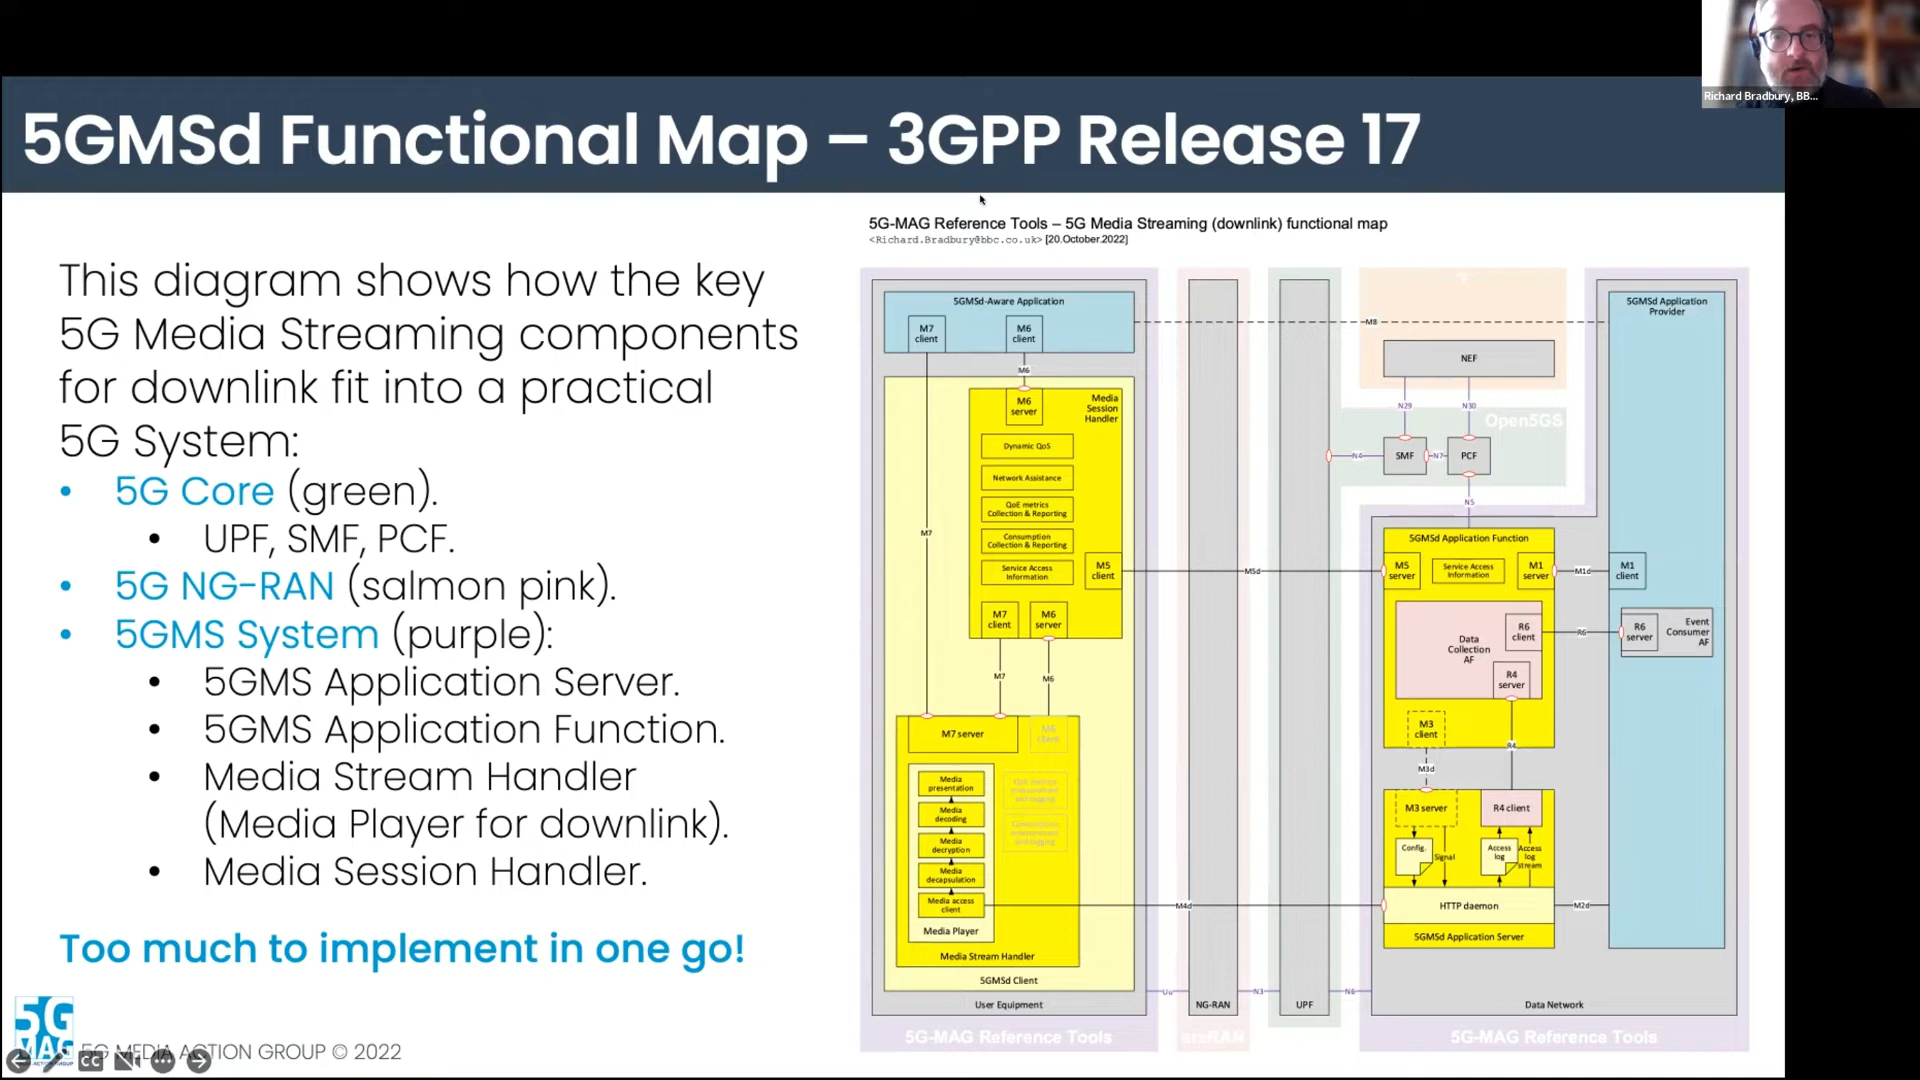 Richard Bradbury, BB...
5GMSd Functional Map – 3GPP Release 17
This diagram shows how the key
5G Media Streaming components
for downlink fit into a practical
5G System:
• 5G Core (green).
• UPF, SMF, PCF.
• 5G NG-RAN (salmon pink).
• 5GMS System (purple):
• 5GMS Application Server.
• 5GMS Application Function.
• Media Stream Handler
(Media Player for downlink).
• Media Session Handler.
Too much to implement in one go!
5G
MAG
5G MEDIA ACTION GROUP © 2022
CC
5G-MAG Reference Tools – 5G Media Streaming (downlink) functional map
<Richard.Bradbury@bbc.co.uk> [20.October.2022]
5GMSd-Aware Application
M7
client
M6
client
M6
M7
M6
server
Media
Session
Handler
Dynamic QoS
Network Assistance
QoE metrics
Collection & Reporting
Consumption
Collection & Reporting
Service Access
Information
M5
client
M7
client
M6
server
M7
M6
M7 server
M6
client
Media
presentation
Media
decoding
Media
decryption
Media
decapsulation
Media access
client
Media Player
Media Stream Handler
5GMSd Client
User Equipment
5G-MAG Reference Tools
Uu
NG-RAN
N3
UPF
N6
M8
M5d
M4d
?
NEF
N29
N30
Open5GS
N4
SMF
N7
PCF
N5
5GMSd Application Function
M5
server
Service Access
Information
M1
server
M1d
Data
Collection
AF
R6
client
R6
R4
server
M3
client
M3d
R4
M3 server
R4 client
Config.
Signal
Access
log
Access
log
stream
HTTP daemon
M2d
5GMSd Application Server
Data Network
5G-MAG Reference Tools
5GMSd Application
Provider
M1
client
R6
server
Event
Consumer
AF